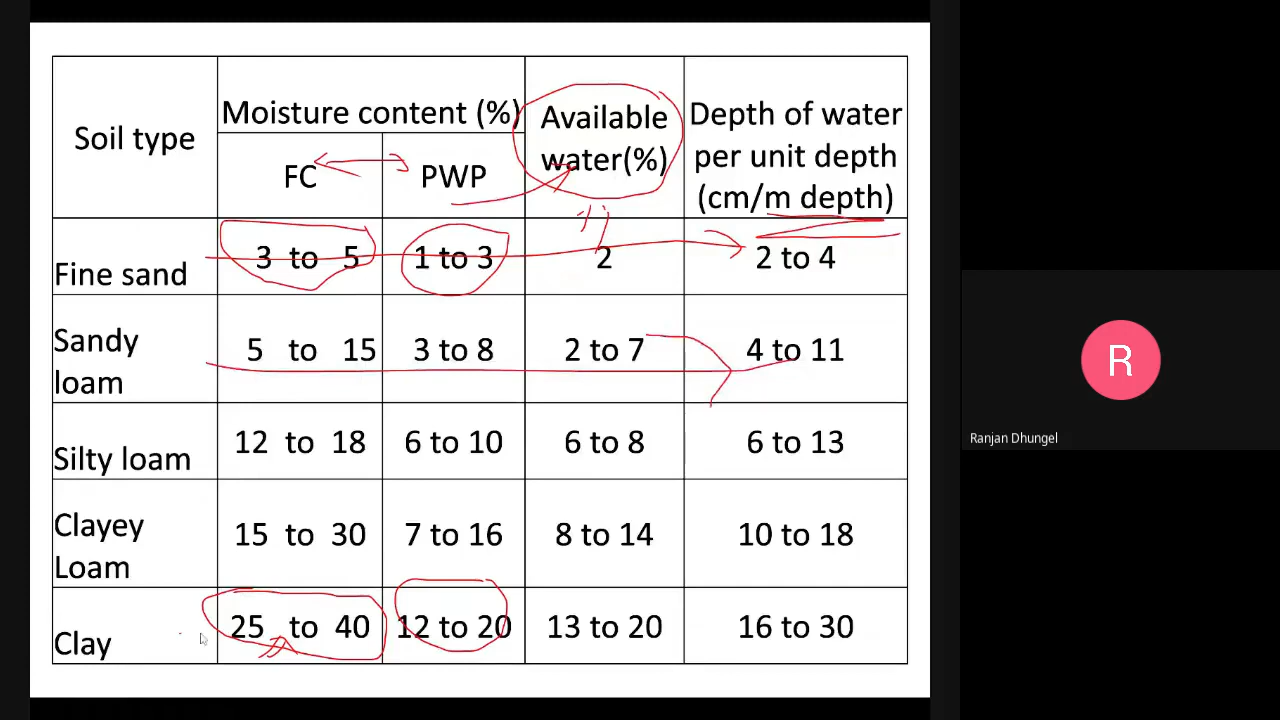 Soil type
Moisture content (%)
FC
PWP
Available
water(%)
Depth of water
per unit depth
(cm/m depth)
Fine sand
3 to 5
1 to 3
2
2 to 4
Sandy
loam
5 to 15
3 to 8
2 to 7
4 to 11
Silty loam
12 to 18
6 to 10
6 to 8
6 to 13
Clayey
Loam
15 to 30
7 to 16
8 to 14
10 to 18
Clay
25 to 40
12 to 20
13 to 20
16 to 30
R
Ranjan Dhungel